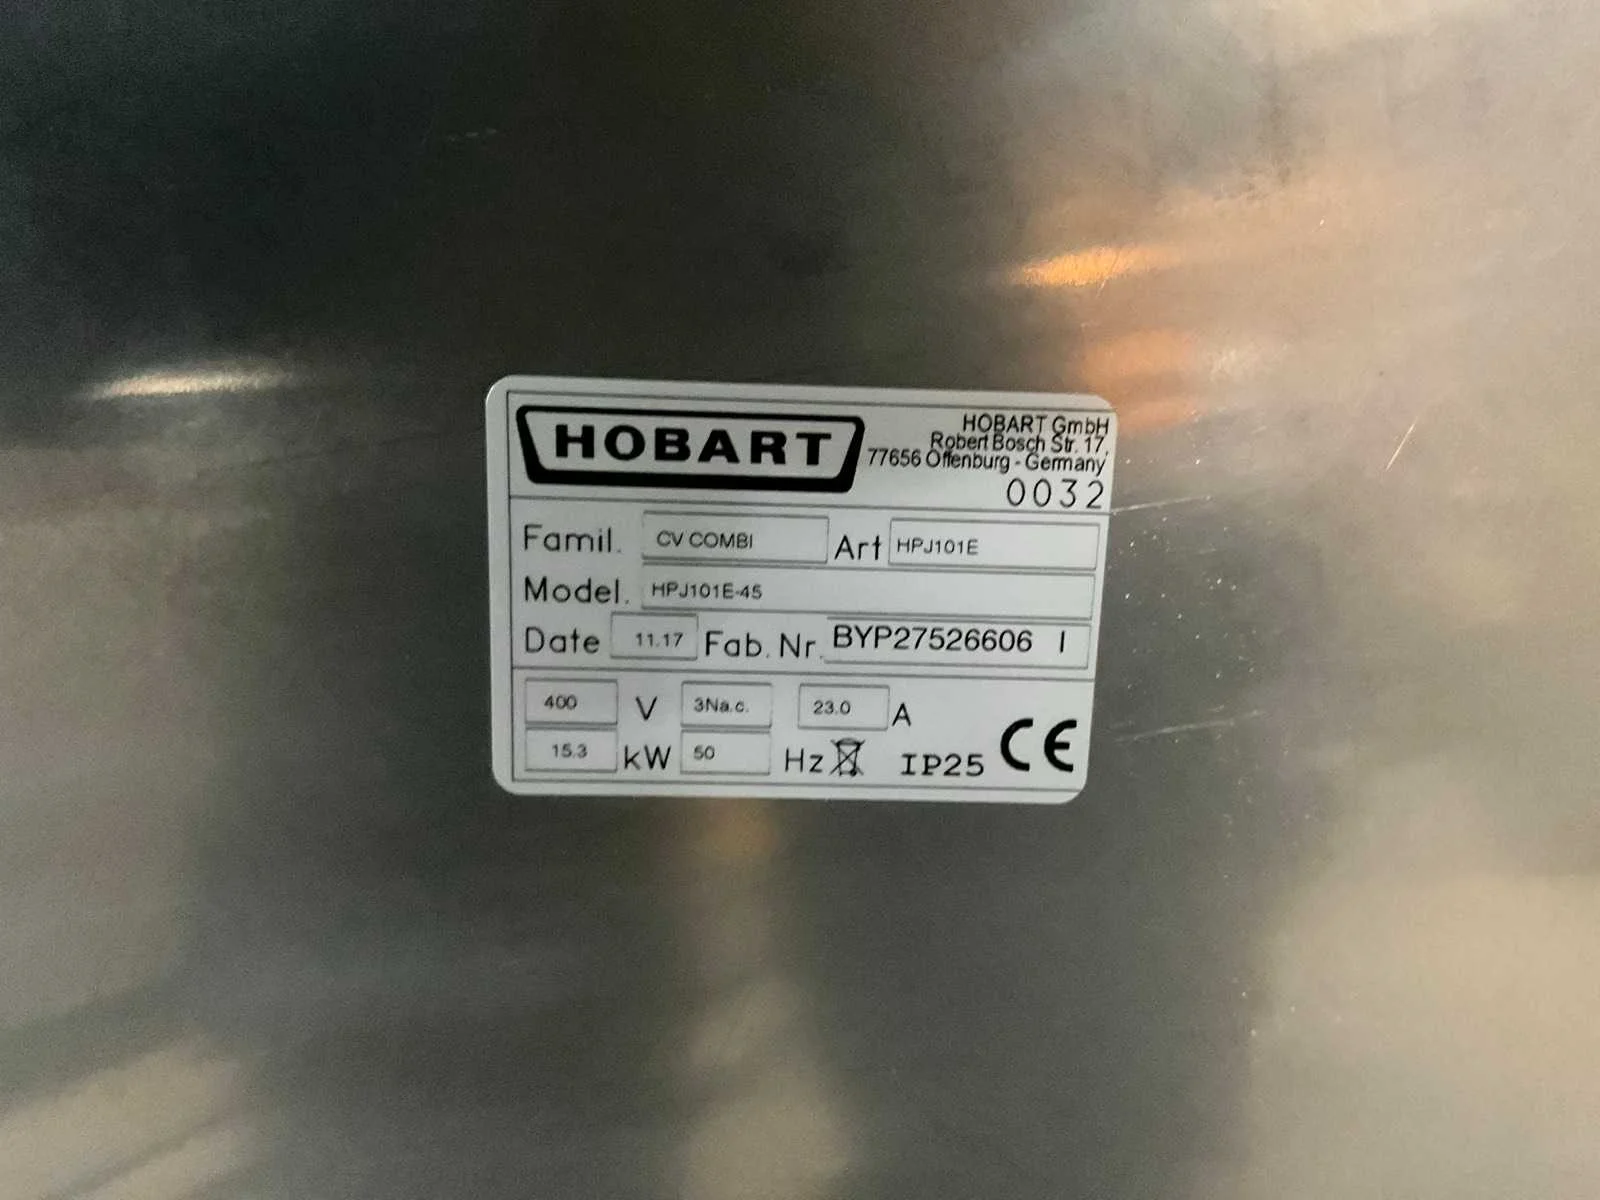 HOBART
HOBART GmbH
Robert Bosch Str. 17,
77656 Offenburg - Germany
0032
Famil. CV COMBI Art HPJ101E
Model. HPJ101E-45
Date 11.17 Fab. Nr. BYP27526606 I
400 V 3Na.c. 23.0 A
15.3 kW 50 Hz IP25 CE